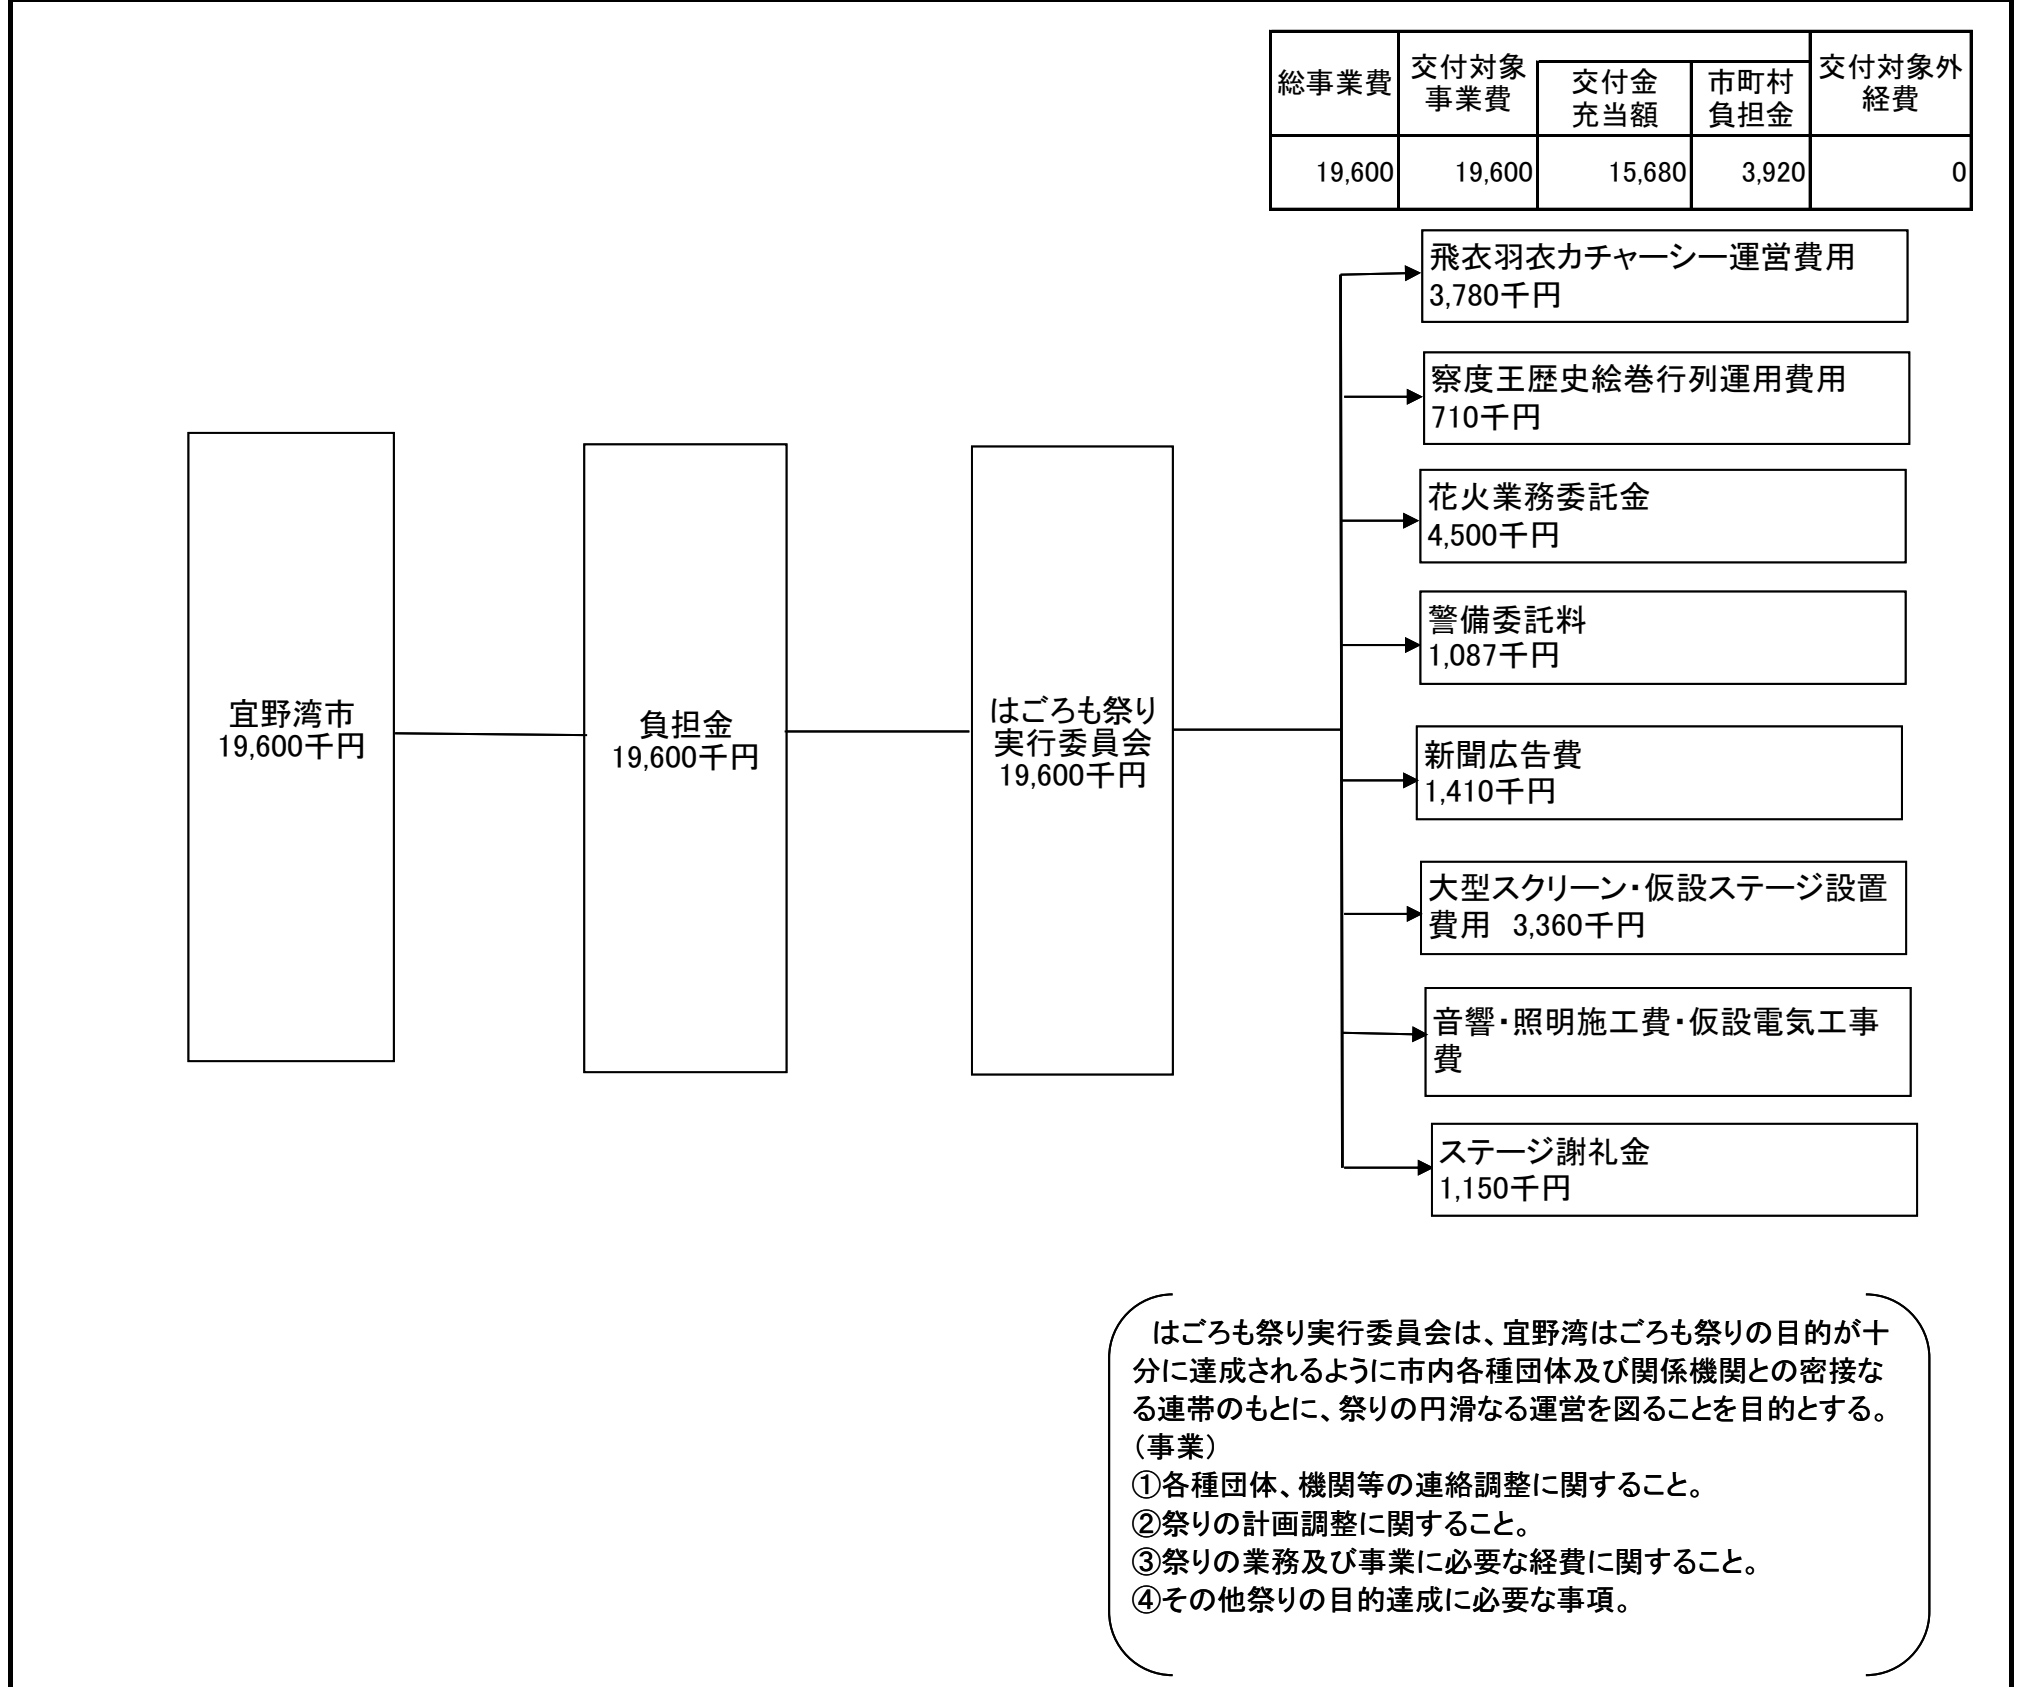 総事業費
交付対象
事業費
交付金
充当額
市町村
負担金
交付対象外
経費
19,600
19,600
15,680
3,920
0
宜野湾市
19,600千円
負担金
19,600千円
はごろも祭り
実行委員会
19,600千円
飛衣羽衣カチャーシー運営費用
3,780千円
察度王歴史絵巻行列運用費用
710千円
花火業務委託金
4,500千円
警備委託料
1,087千円
新聞広告費
1,410千円
大型スクリーン・仮設ステージ設置
費用　3,360千円
音響・照明施工費・仮設電気工事
費
ステージ謝礼金
1,150千円
はごろも祭り実行委員会は、宜野湾はごろも祭りの目的が十
分に達成されるように市内各種団体及び関係機関との密接な
る連帯のもとに、祭りの円滑なる運営を図ることを目的とする。
（事業）
①各種団体、機関等の連絡調整に関すること。
②祭りの計画調整に関すること。
③祭りの業務及び事業に必要な経費に関すること。
④その他祭りの目的達成に必要な事項。